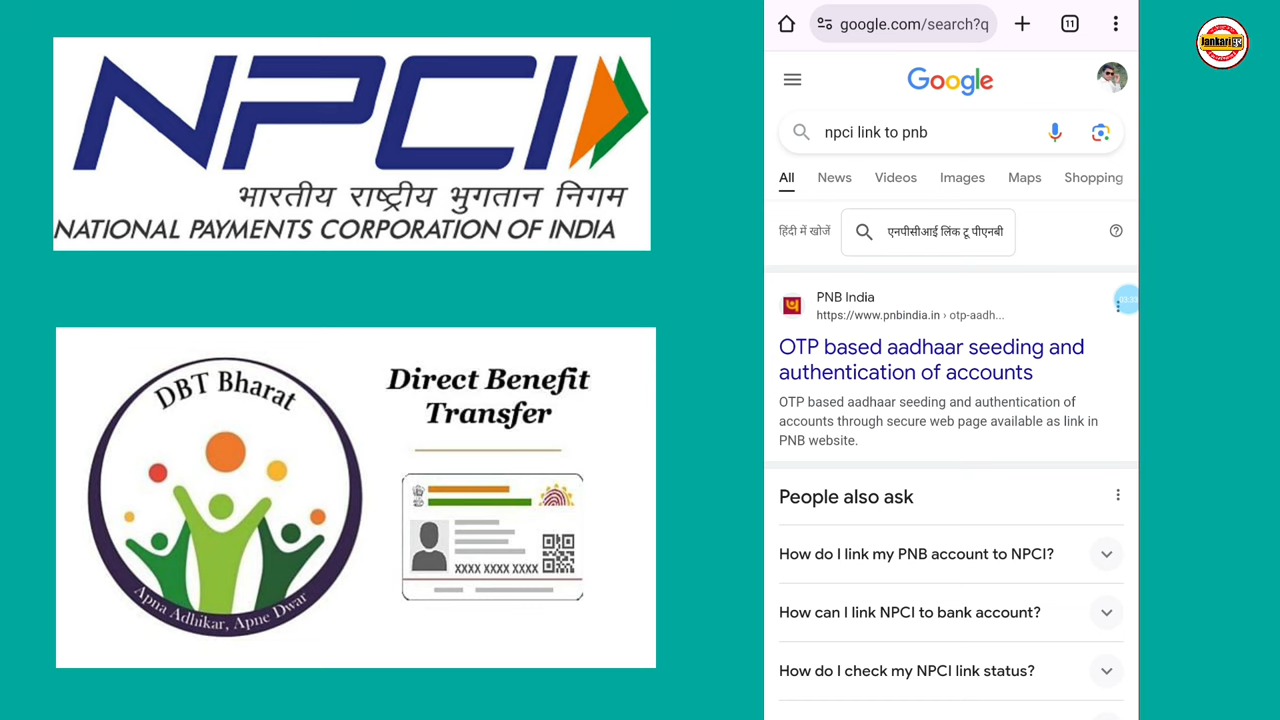 NPCI
भारतीय राष्ट्रीय भुगतान निगम
NATIONAL PAYMENTS CORPORATION OF INDIA
DBT Bharat
Apna Adhikar, Apne Dwar
Direct Benefit
Transfer
XXXX XXXX XXXX
google.com/search?q
11
Google
npci link to pnb
All News Videos Images Maps Shopping
हिंदी में खोजें
एनपीसीआई लिंक टू पीएनबी
PNB India
https://www.pnbindia.in › otp-aadh...
03:33
OTP based aadhaar seeding and
authentication of accounts
OTP based aadhaar seeding and authentication of
accounts through secure web page available as link in
PNB website.
People also ask
How do I link my PNB account to NPCI?
How can I link NPCI to bank account?
How do I check my NPCI link status?
Jankari